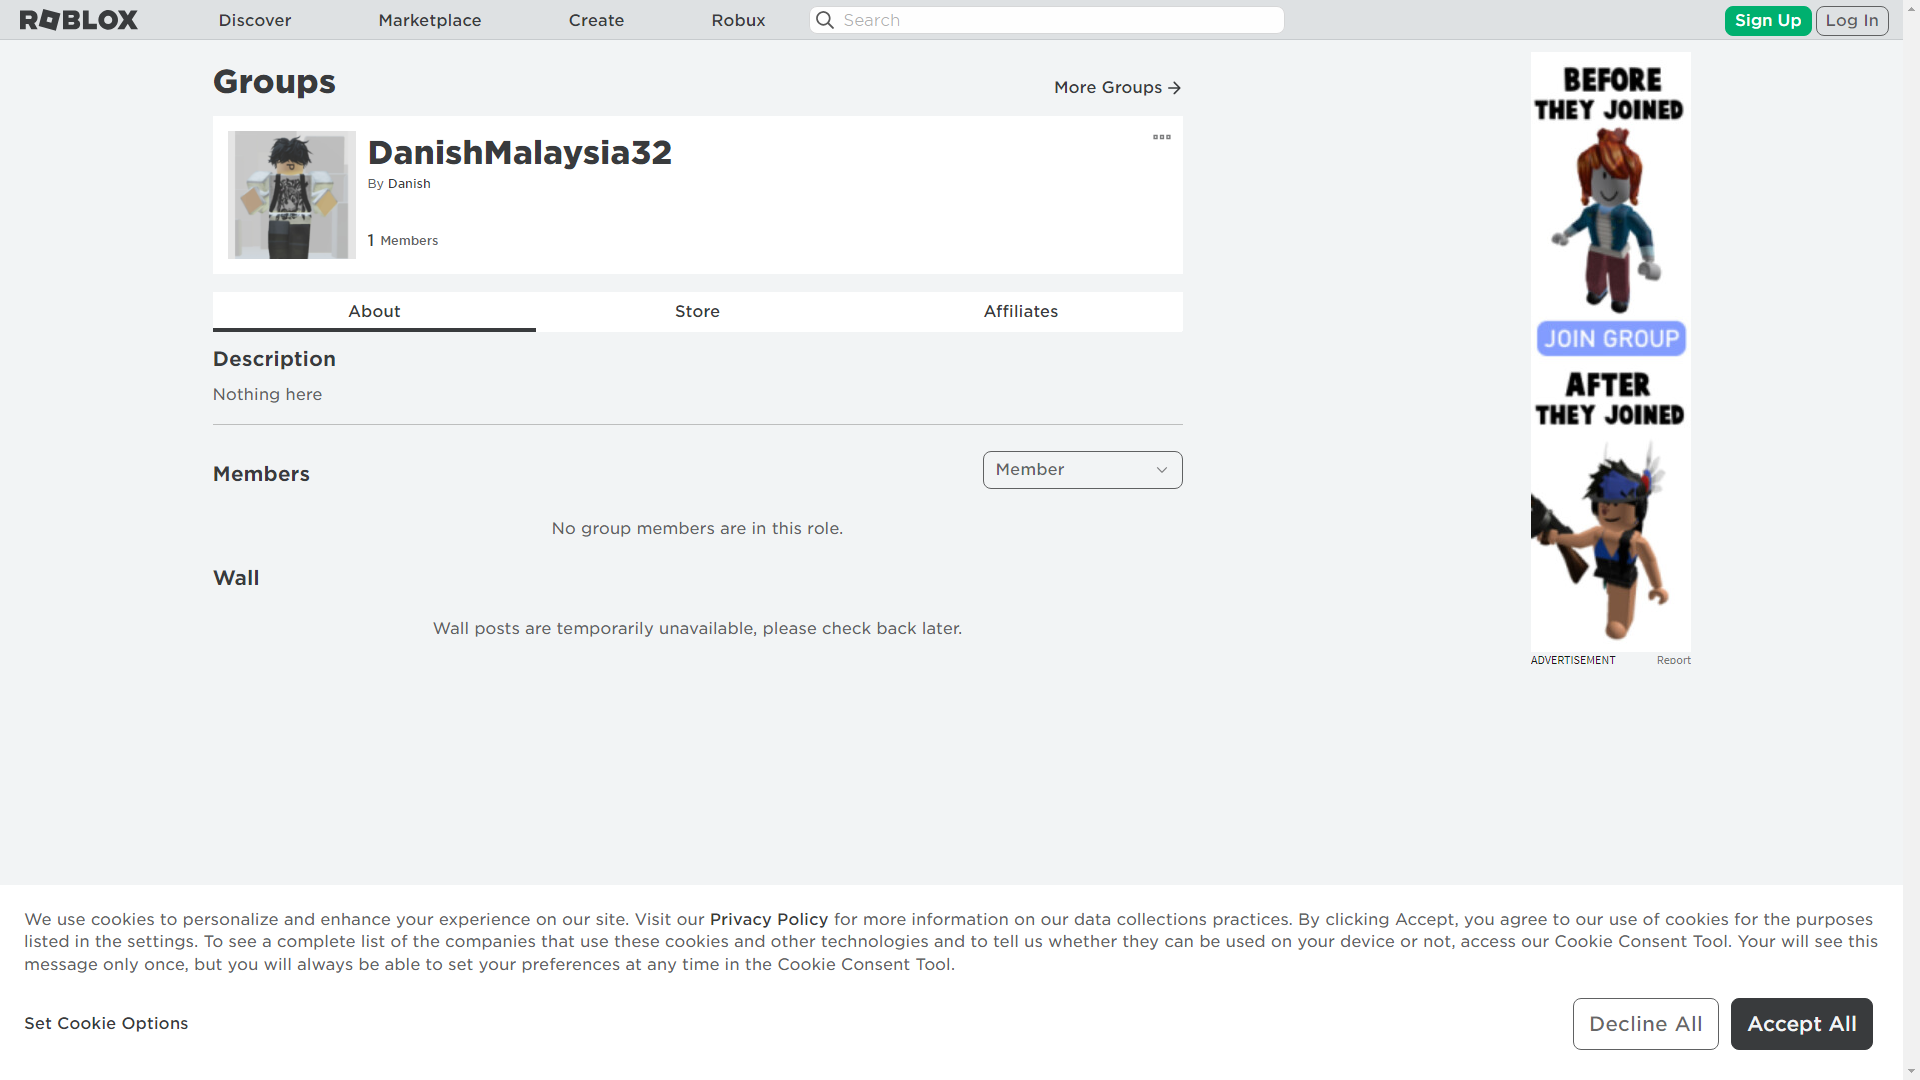 ROBLOX
Discover
Marketplace
Create
Robux
Search
Sign Up
Log In
Groups
More Groups
DanishMalaysia32
By Danish
1 Members
About
Store
Affiliates
Description
Nothing here
Members
Member
No group members are in this role.
Wall
Wall posts are temporarily unavailable, please check back later.
BEFORE
THEY JOINED
JOIN GROUP
AFTER
THEY JOINED
ADVERTISEMENT
Report
We use cookies to personalize and enhance your experience on our site. Visit our Privacy Policy for more information on our data collections practices. By clicking Accept, you agree to our use of cookies for the purposes
listed in the settings. To see a complete list of the companies that use these cookies and other technologies and to tell us whether they can be used on your device or not, access our Cookie Consent Tool. Your will see this
message only once, but you will always be able to set your preferences at any time in the Cookie Consent Tool.
Set Cookie Options
Decline All
Accept All